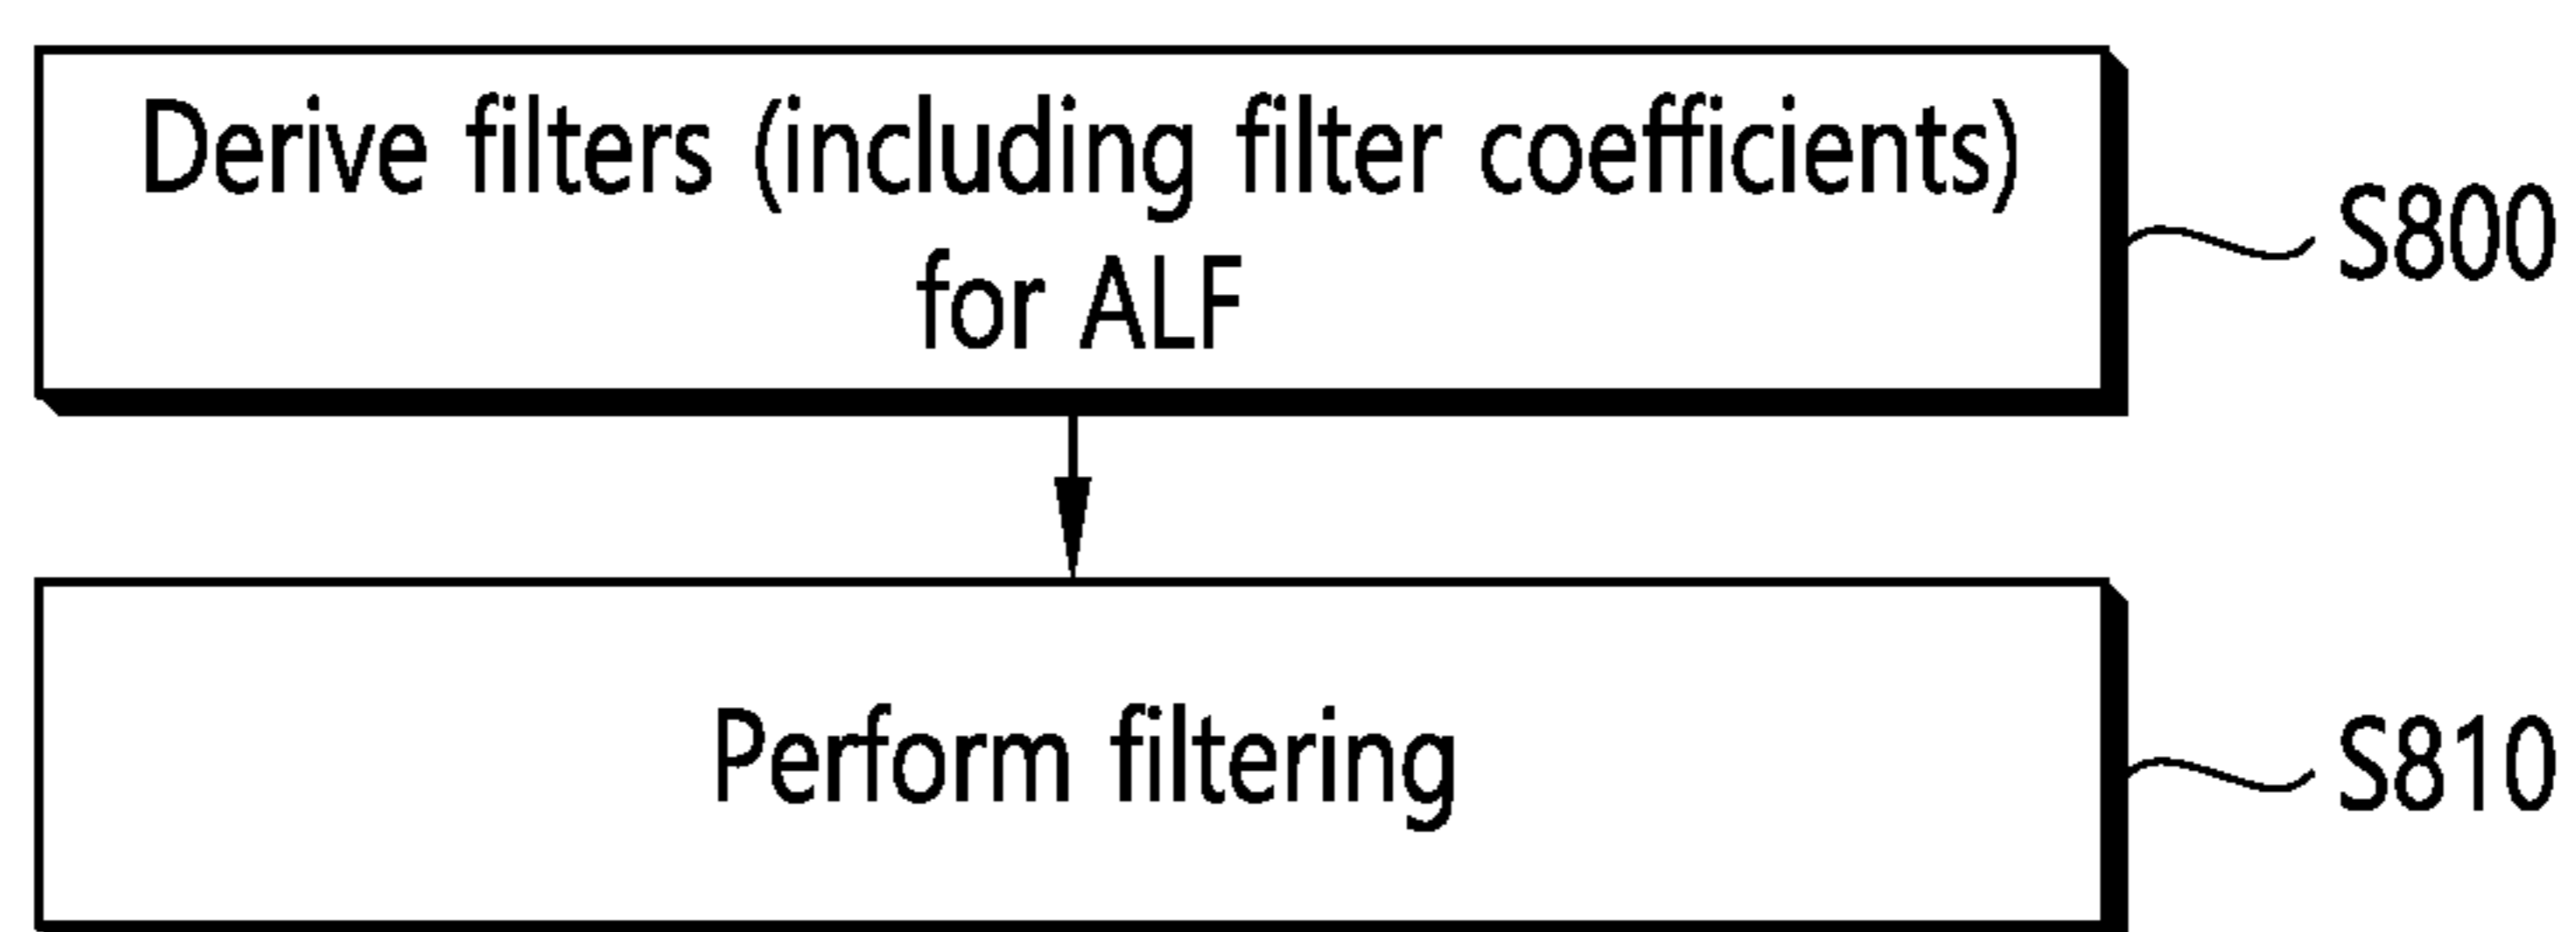 Derive filters (including filter coefficients)
for ALF
S800
Perform filtering
S810